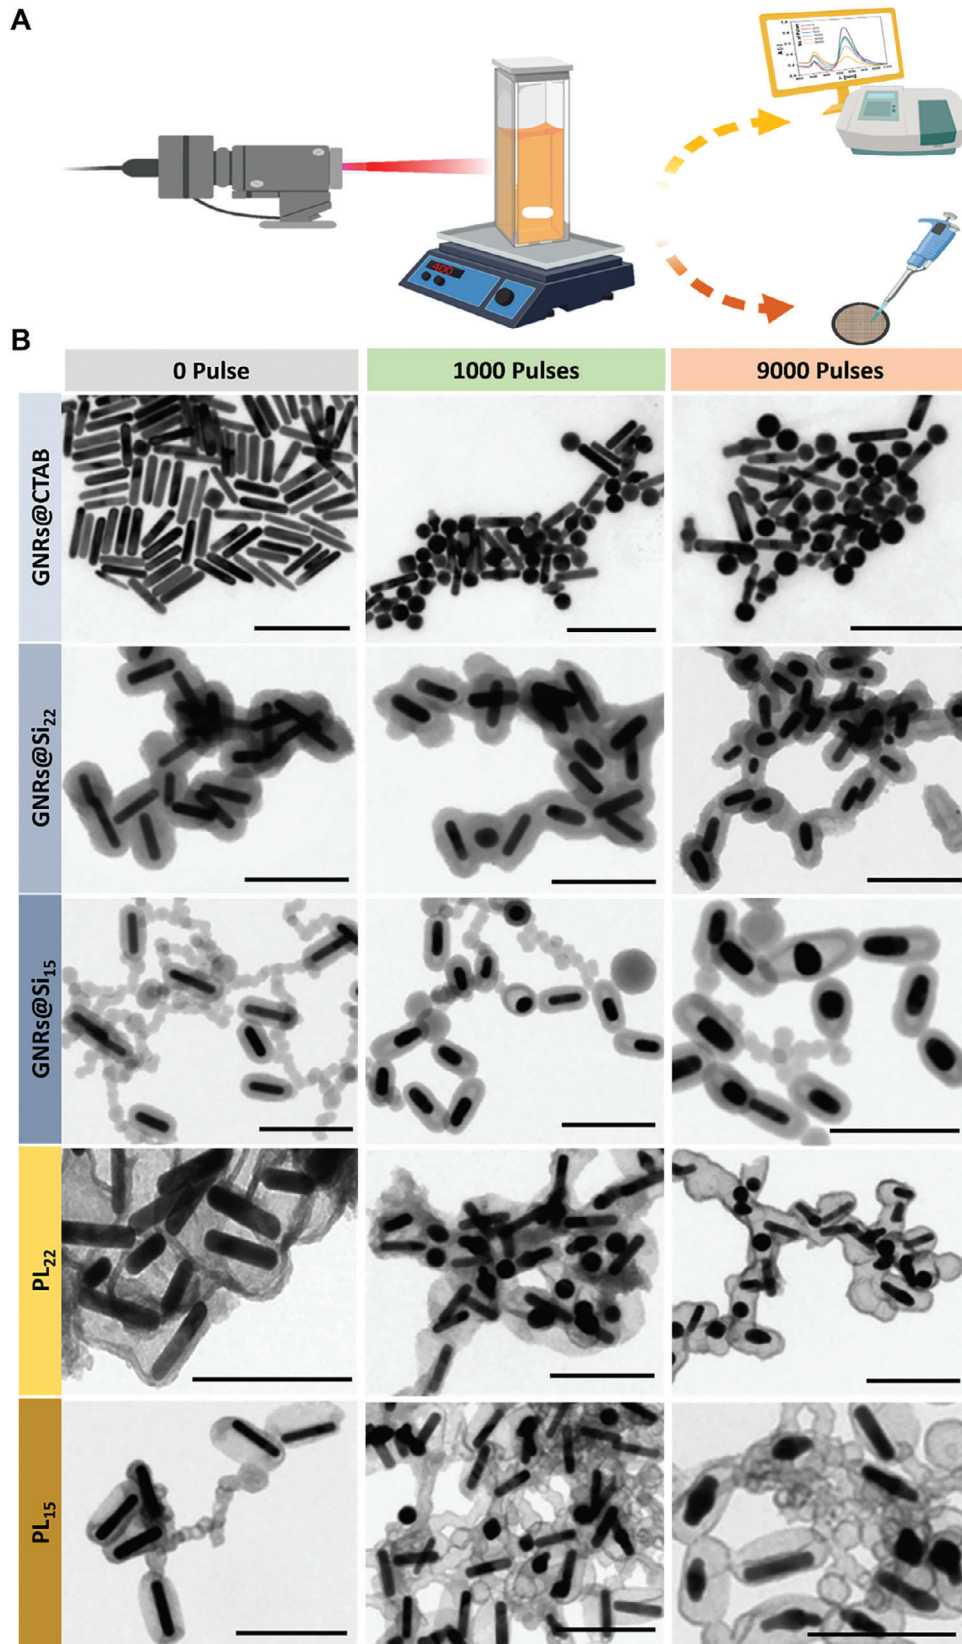 A
400
B
0 Pulse
1000 Pulses
9000 Pulses
GNRs@CTAB
GNRs@Si22
GNRs@Si15
PL22
PL15